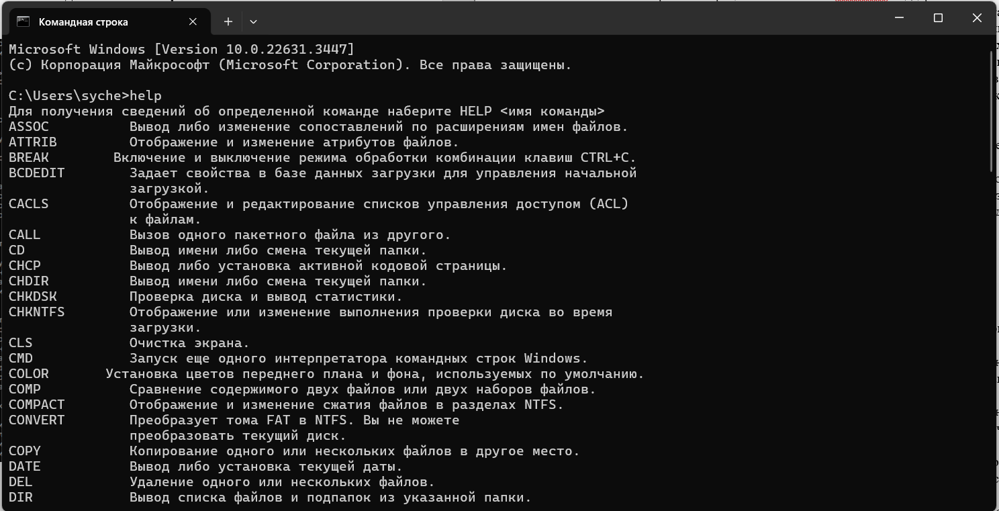 Командная строка
Microsoft Windows [Version 10.0.22631.3447]
(c) Корпорация Майкрософт (Microsoft Corporation). Все права защищены.
C:\Users\syche>help
Для получения сведений об определенной команде наберите HELP <имя команды>
ASSOC          Вывод либо изменение сопоставлений по расширениям имен файлов.
ATTRIB         Отображение и изменение атрибутов файлов.
BREAK        Включение и выключение режима обработки комбинации клавиш CTRL+C.
BCDEDIT        Задает свойства в базе данных загрузки для управления начальной
               загрузкой.
CACLS          Отображение и редактирование списков управления доступом (ACL)
               к файлам.
CALL           Вызов одного пакетного файла из другого.
CD             Вывод имени либо смена текущей папки.
CHCP           Вывод либо установка активной кодовой страницы.
CHDIR          Вывод имени либо смена текущей папки.
CHKDSK         Проверка диска и вывод статистики.
CHKNTFS        Отображение или изменение выполнения проверки диска во время
               загрузки.
CLS            Очистка экрана.
CMD            Запуск еще одного интерпретатора командных строк Windows.
COLOR       Установка цветов переднего плана и фона, используемых по умолчанию.
COMP           Сравнение содержимого двух файлов или двух наборов файлов.
COMPACT        Отображение и изменение сжатия файлов в разделах NTFS.
CONVERT        Преобразует тома FAT в NTFS. Вы не можете
               преобразовать текущий диск.
COPY           Копирование одного или нескольких файлов в другое место.
DATE           Вывод либо установка текущей даты.
DEL            Удаление одного или нескольких файлов.
DIR            Вывод списка файлов и подпапок из указанной папки.